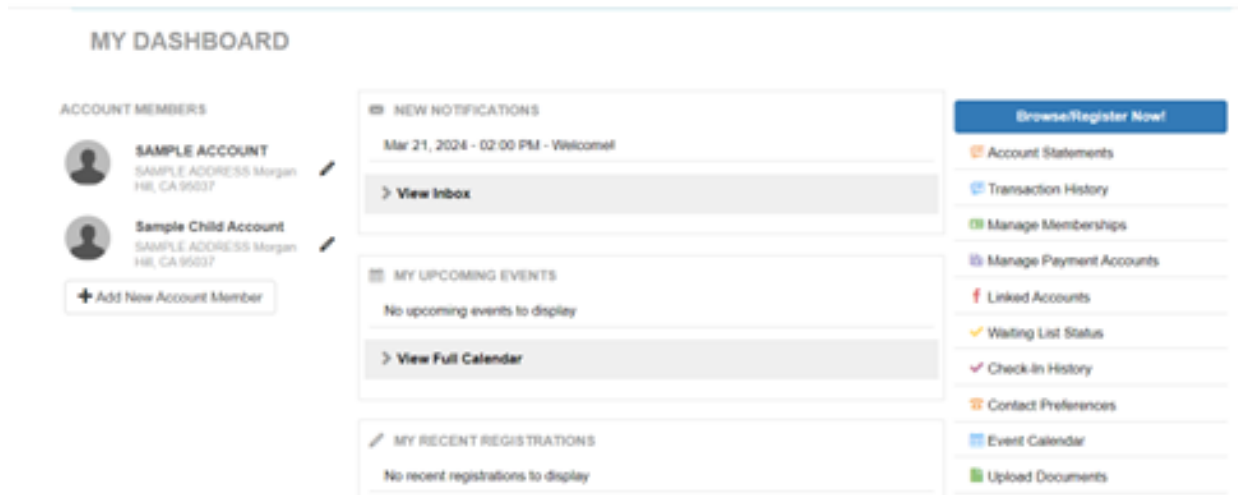 MY DASHBOARD
ACCOUNT MEMBERS
SAMPLE ACCOUNT
SAMPLE ADDRESS Morgan
Hill, CA 95037
Sample Child Account
SAMPLE ADDRESS Morgan
Hill, CA 95037
Add New Account Member
NEW NOTIFICATIONS
Mar 21, 2024 - 02:00 PM - Welcome!
View Inbox
MY UPCOMING EVENTS
No upcoming events to display
View Full Calendar
MY RECENT REGISTRATIONS
No recent registrations to display
Browse/Register Now!
Account Statements
Transaction History
Manage Memberships
Manage Payment Accounts
Linked Accounts
Waiting List Status
Check-In History
Contact Preferences
Event Calendar
Upload Documents